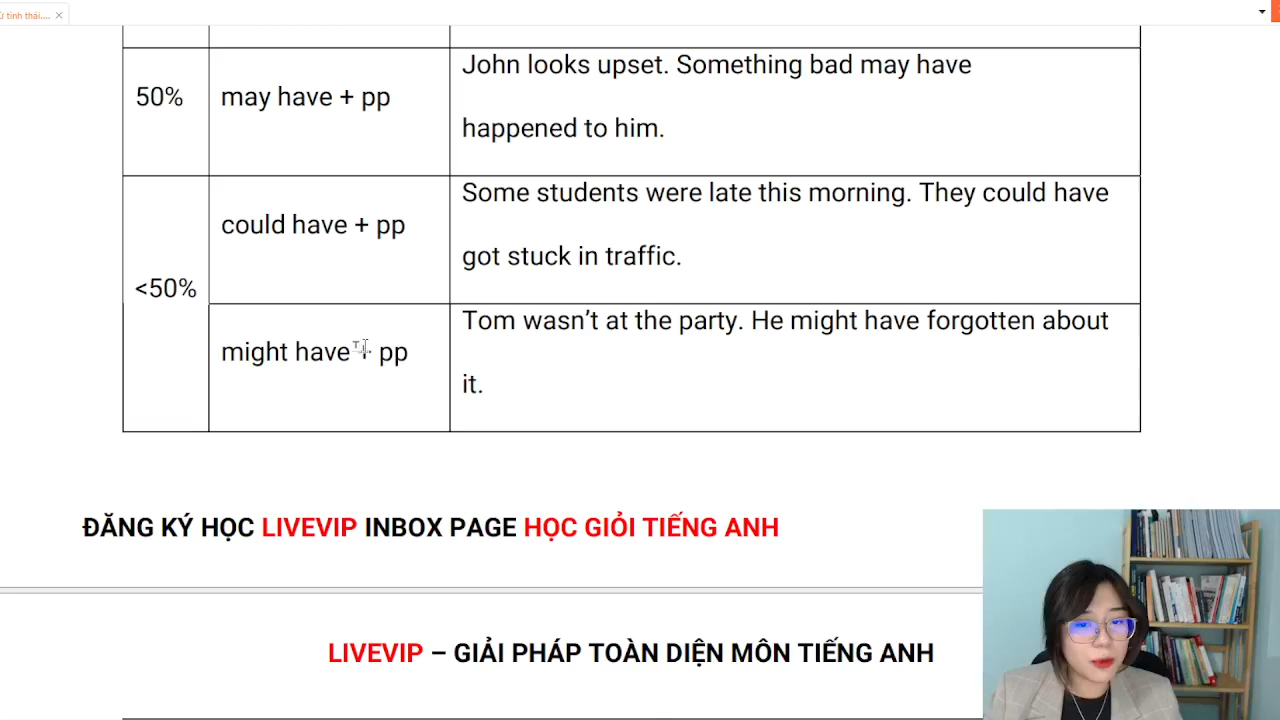 ừ tình thái....
50%
may have + pp
John looks upset. Something bad may have
happened to him.
<50%
could have + pp
Some students were late this morning. They could have
got stuck in traffic.
might have + pp
Tom wasn’t at the party. He might have forgotten about
it.
ĐĂNG KÝ HỌC LIVEVIP INBOX PAGE HỌC GIỎI TIẾNG ANH
LIVEVIP – GIẢI PHÁP TOÀN DIỆN MÔN TIẾNG ANH